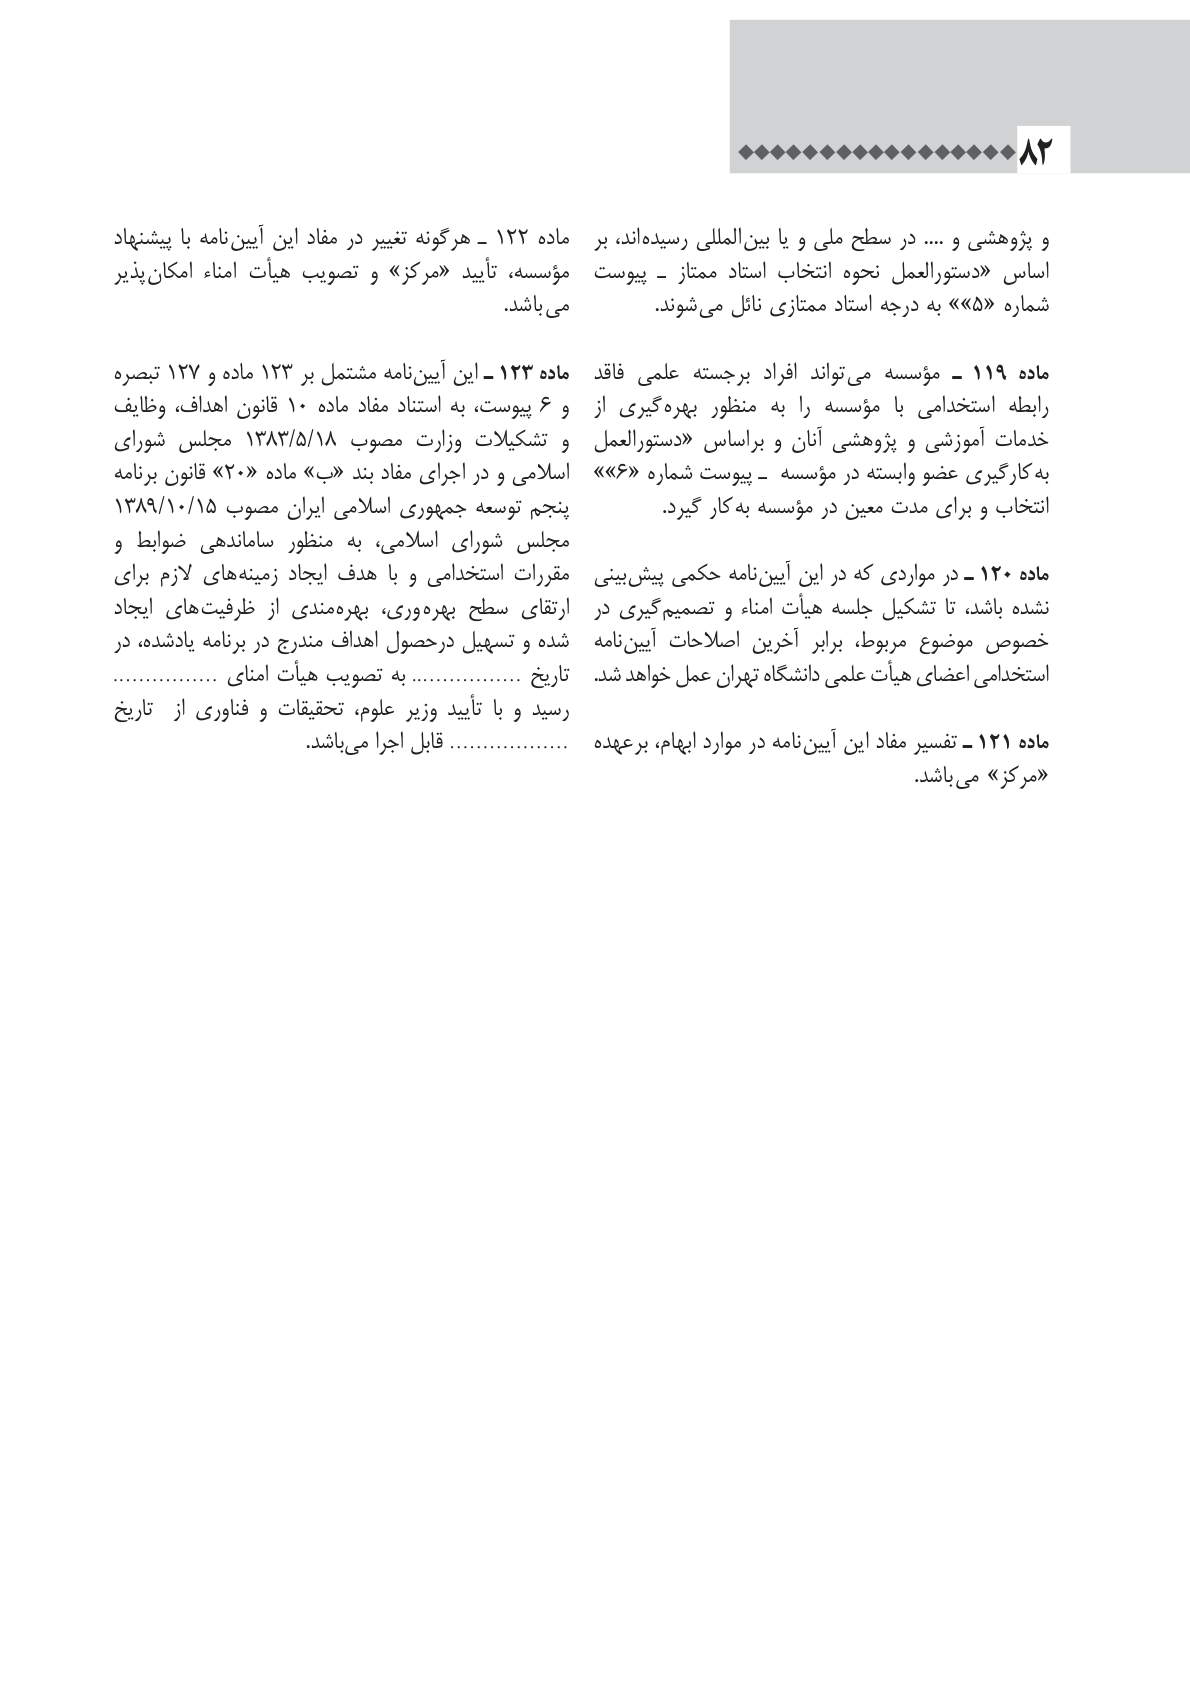 ۸۲
و پژوهشی و .... در سطح ملی و یا بین‌المللی رسیده‌اند، بر
اساس «دستورالعمل نحوه انتخاب استاد ممتاز ـ پیوست
شماره «۵»» به درجه استاد ممتازی نائل می‌شوند.
ماده ۱۱۹ ـ مؤسسه می‌تواند افراد برجسته علمی فاقد
رابطه استخدامی با مؤسسه را به منظور بهره‌گیری از
خدمات آموزشی و پژوهشی آنان و براساس «دستورالعمل
به‌کارگیری عضو وابسته در مؤسسه ـ پیوست شماره «۶»»
انتخاب و برای مدت معین در مؤسسه به‌کار گیرد.
ماده ۱۲۰ ـ در مواردی که در این آیین‌نامه حکمی پیش‌بینی
نشده باشد، تا تشکیل جلسه هیأت امناء و تصمیم‌گیری در
خصوص موضوع مربوط، برابر آخرین اصلاحات آیین‌نامه
استخدامی اعضای هیأت علمی دانشگاه تهران عمل خواهد شد.
ماده ۱۲۱ ـ تفسیر مفاد این آیین‌نامه در موارد ابهام، برعهده
«مرکز» می‌باشد.
ماده ۱۲۲ ـ هرگونه تغییر در مفاد این آیین‌نامه با پیشنهاد
مؤسسه، تأیید «مرکز» و تصویب هیأت امناء امکان‌پذیر
می‌باشد.
ماده ۱۲۳ ـ این آیین‌نامه مشتمل بر ۱۲۳ ماده و ۱۲۷ تبصره
و ۶ پیوست، به استناد مفاد ماده ۱۰ قانون اهداف، وظایف
و تشکیلات وزارت مصوب ۱۳۸۳/۵/۱۸ مجلس شورای
اسلامی و در اجرای مفاد بند «ب» ماده «۲۰» قانون برنامه
پنجم توسعه جمهوری اسلامی ایران مصوب ۱۳۸۹/۱۰/۱۵
مجلس شورای اسلامی، به منظور ساماندهی ضوابط و
مقررات استخدامی و با هدف ایجاد زمینه‌های لازم برای
ارتقای سطح بهره‌وری، بهره‌مندی از ظرفیت‌های ایجاد
شده و تسهیل درحصول اهداف مندرج در برنامه یادشده، در
تاریخ ................. به تصویب هیأت امنای ................
رسید و با تأیید وزیر علوم، تحقیقات و فناوری از تاریخ
.................. قابل اجرا می‌باشد.